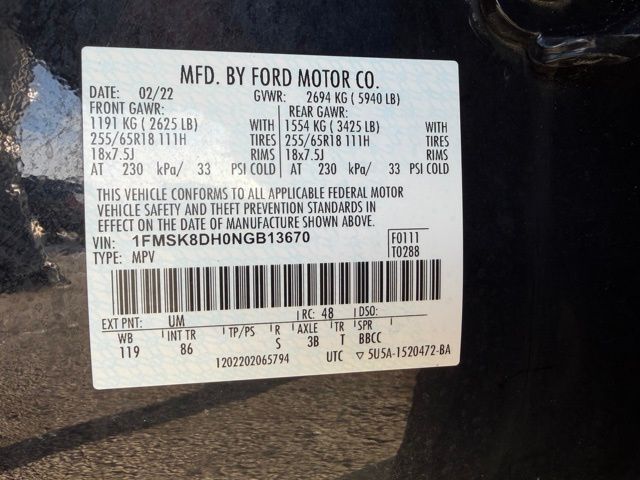 MFD. BY FORD MOTOR CO.
DATE: 02/22 GVWR: 2694 KG ( 5940 LB)
FRONT GAWR: REAR GAWR:
1191 KG ( 2625 LB) WITH 1554 KG ( 3425 LB) WITH
255/65R18 111H TIRES 255/65R18 111H TIRES
18x7.5J RIMS 18x7.5J RIMS
AT 230 kPa/ 33 PSI COLD AT 230 kPa/ 33 PSI COLD
THIS VEHICLE CONFORMS TO ALL APPLICABLE FEDERAL MOTOR
VEHICLE SAFETY AND THEFT PREVENTION STANDARDS IN
EFFECT ON THE DATE OF MANUFACTURE SHOWN ABOVE.
VIN: 1FMSK8DH0NGB13670 F0111
TYPE: MPV T0288
EXT PNT: UM RC: 48 DSO:
WB INT TR TP/PS R AXLE TR SPR
119 86 S 3B T BBCC
1202202065794 UTC ▽ 5U5A-1520472-BA